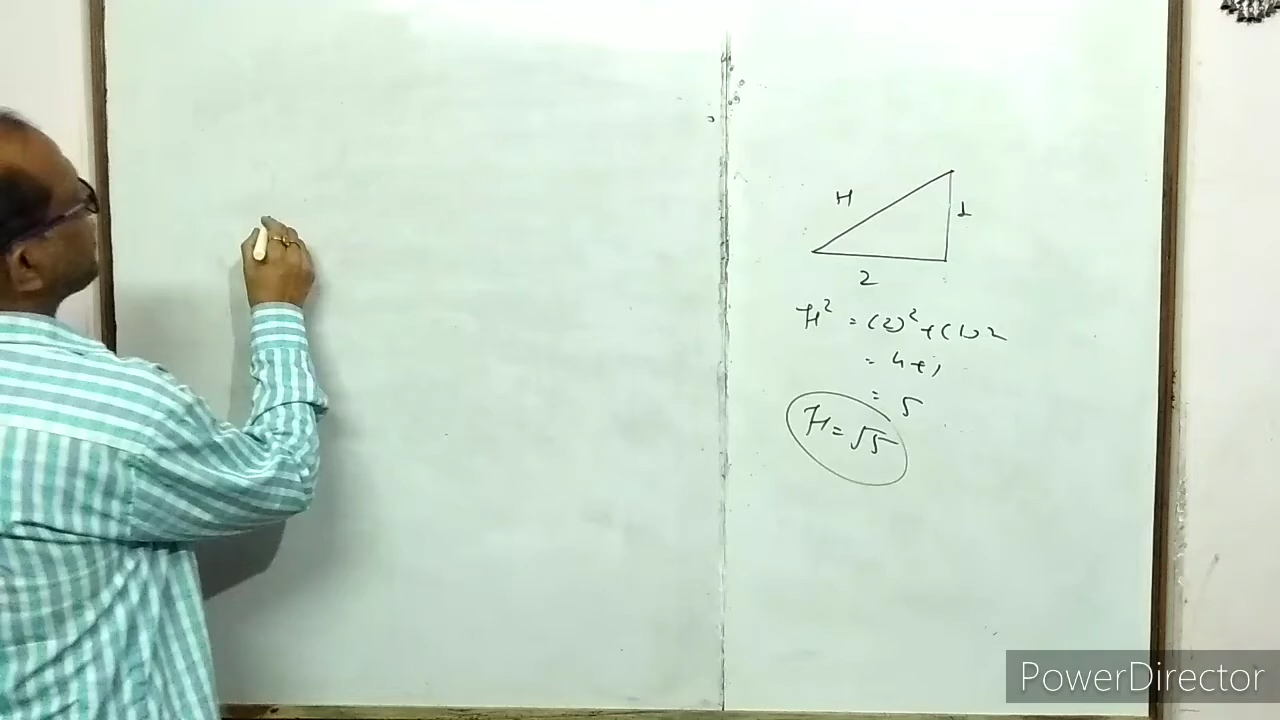 H
1
2
H² = (2)² + (1)2
= 4+1
= 5
H = √5
PowerDirector